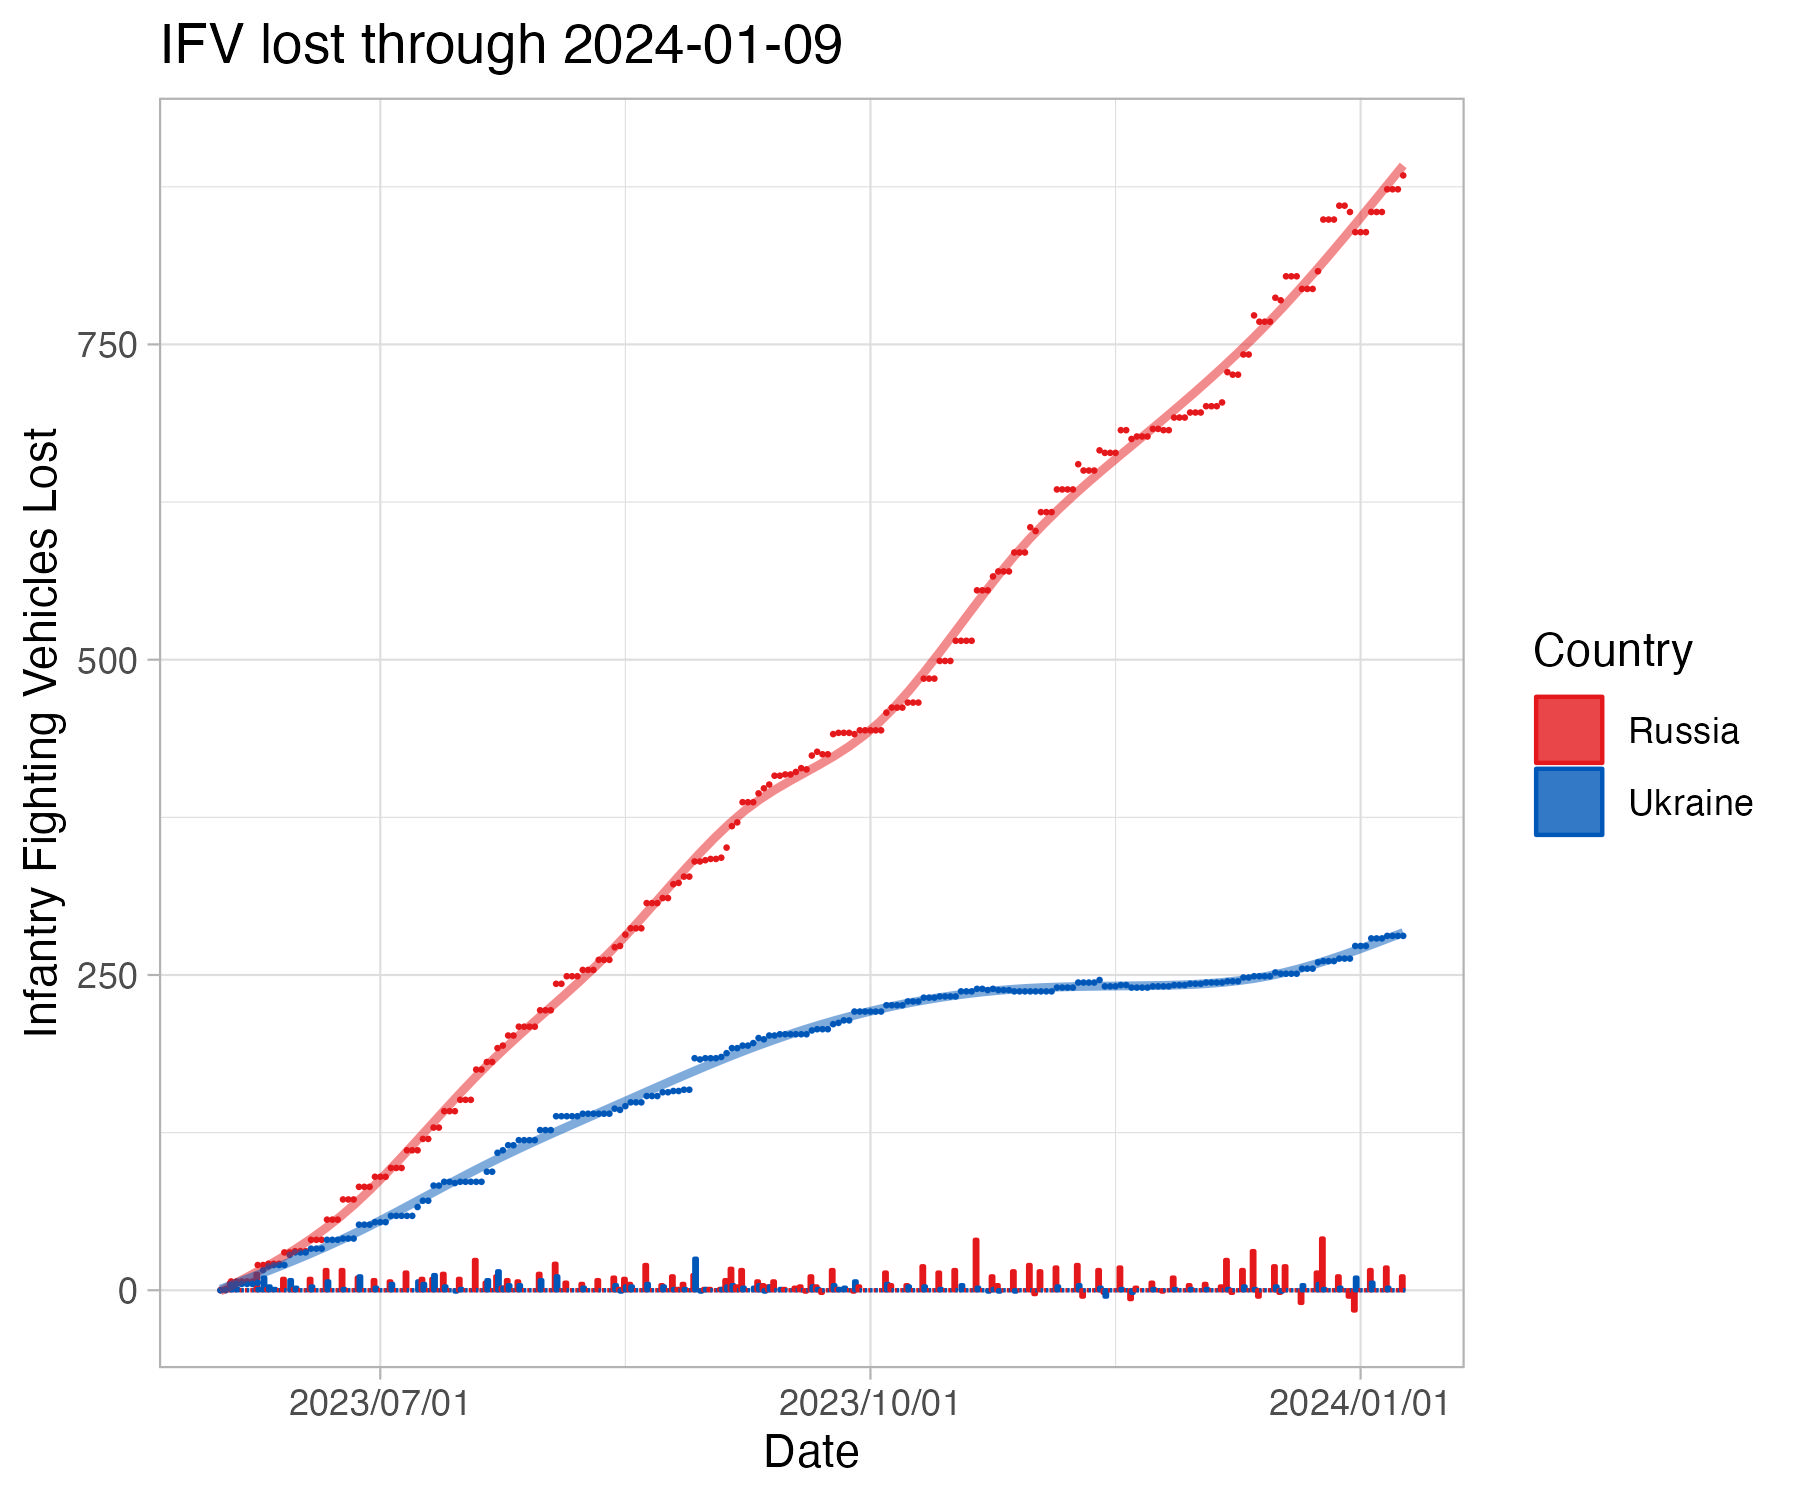 IFV lost through 2024-01-09
Infantry Fighting Vehicles Lost
750
500
250
0
2023/07/01
2023/10/01
2024/01/01
Date
Country
Russia
Ukraine